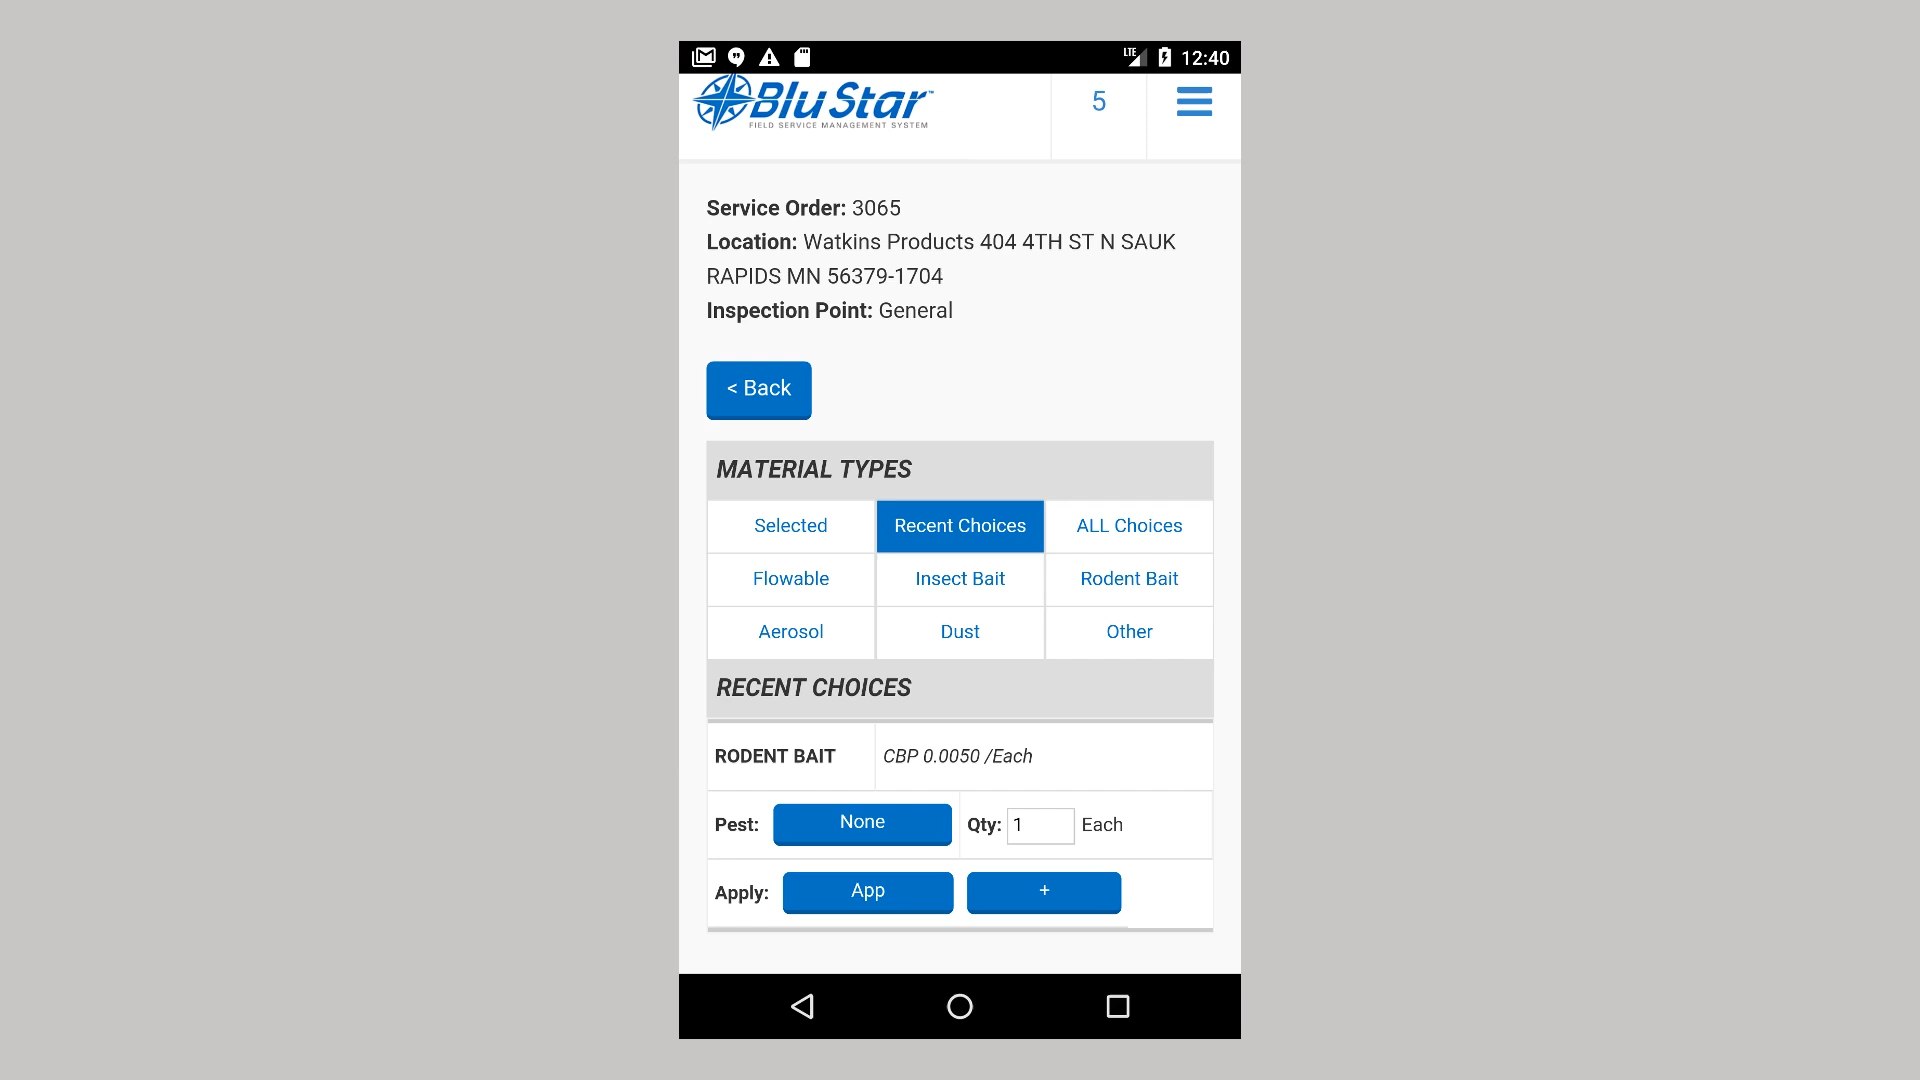 LTE 12:40
Blu Star™ 5
FIELD SERVICE MANAGEMENT SYSTEM
Service Order: 3065
Location: Watkins Products 404 4TH ST N SAUK
RAPIDS MN 56379-1704
Inspection Point: General
< Back
MATERIAL TYPES
Selected Recent Choices ALL Choices
Flowable Insect Bait Rodent Bait
Aerosol Dust Other
RECENT CHOICES
RODENT BAIT CBP 0.0050 /Each
Pest: None Qty: 1 Each
Apply: App +